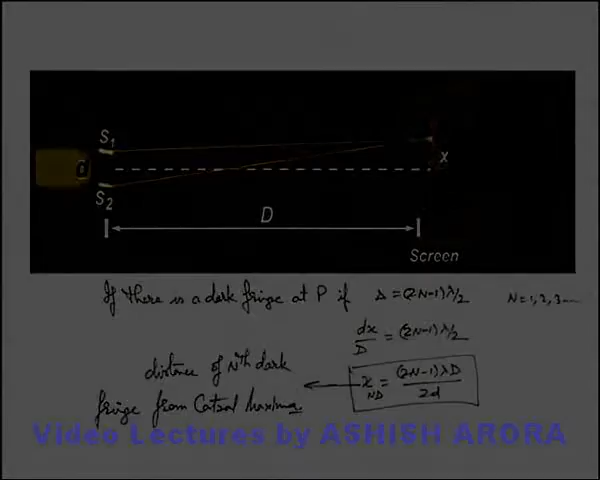 S1
d
x
S2
D
Screen
If there is a dark fringe at P if Δ = (2N-1) λ/2 N = 1, 2, 3 ....
dx/D = (2N-1) λ/2
distance of Nth dark
fringe from Catral maxima
x_ND = (2N-1) λD / 2d
Video Lectures by ASHISH ARORA